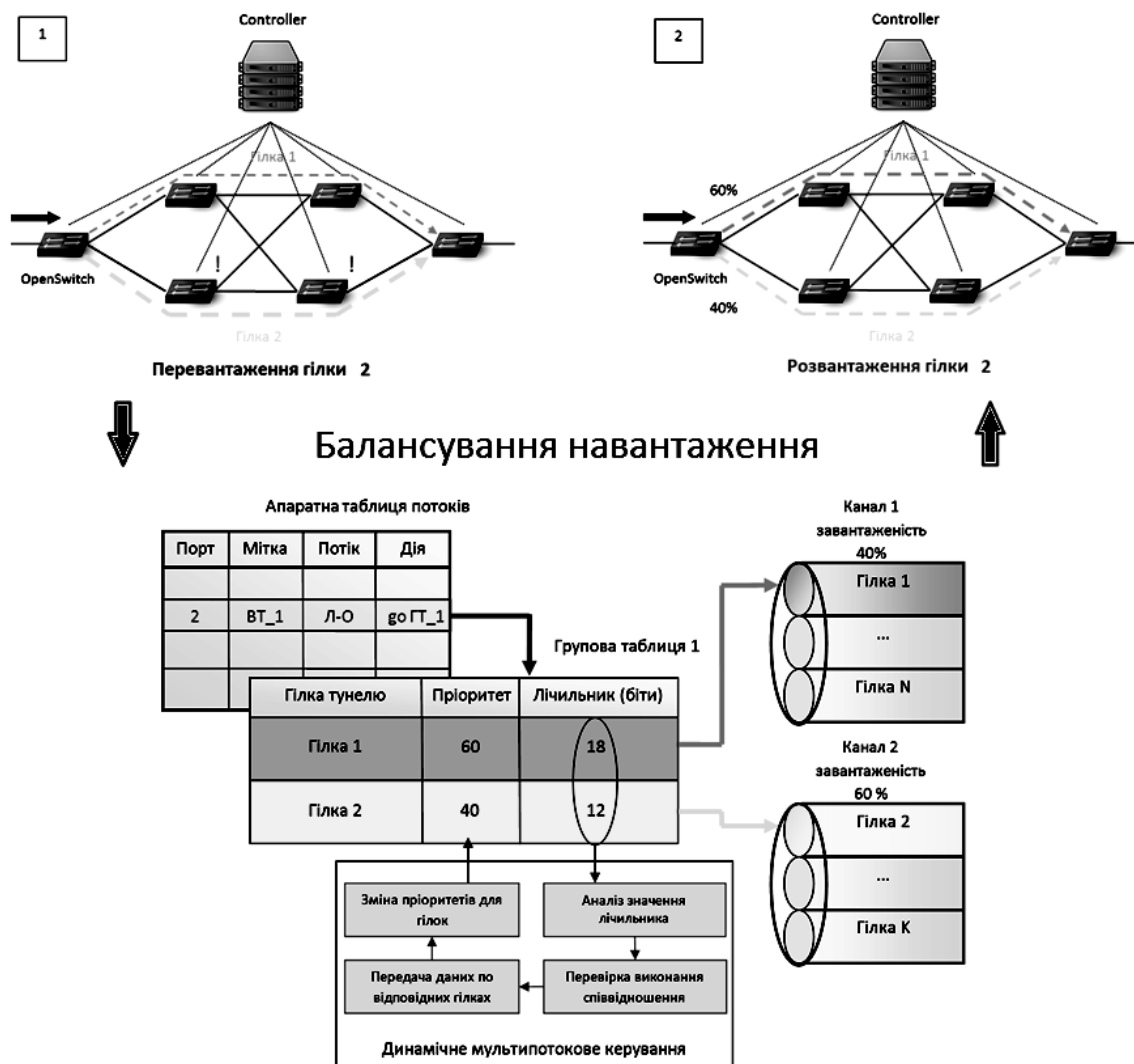 1
Controller
Гілка 1
!
!
OpenSwitch
Гілка 2
Перевантаження гілки 2
2
Controller
Гілка 1
60%
OpenSwitch
40%
Гілка 2
Розвантаження гілки 2
Балансування навантаження
Апаратна таблиця потоків
Порт Мітка Потік Дія
2 ВТ_1 Л-О go ГТ_1
Групова таблиця 1
Гілка тунелю Пріоритет Лічильник (біти)
Гілка 1 60 18
Гілка 2 40 12
Канал 1
завантаженість
40%
Гілка 1
...
Гілка N
Канал 2
завантаженість
60 %
Гілка 2
...
Гілка K
Зміна пріоритетів для
гілок
Аналіз значення
лічильника
Передача даних по
відповідних гілках
Перевірка виконання
співвідношення
Динамічне мультипотокове керування